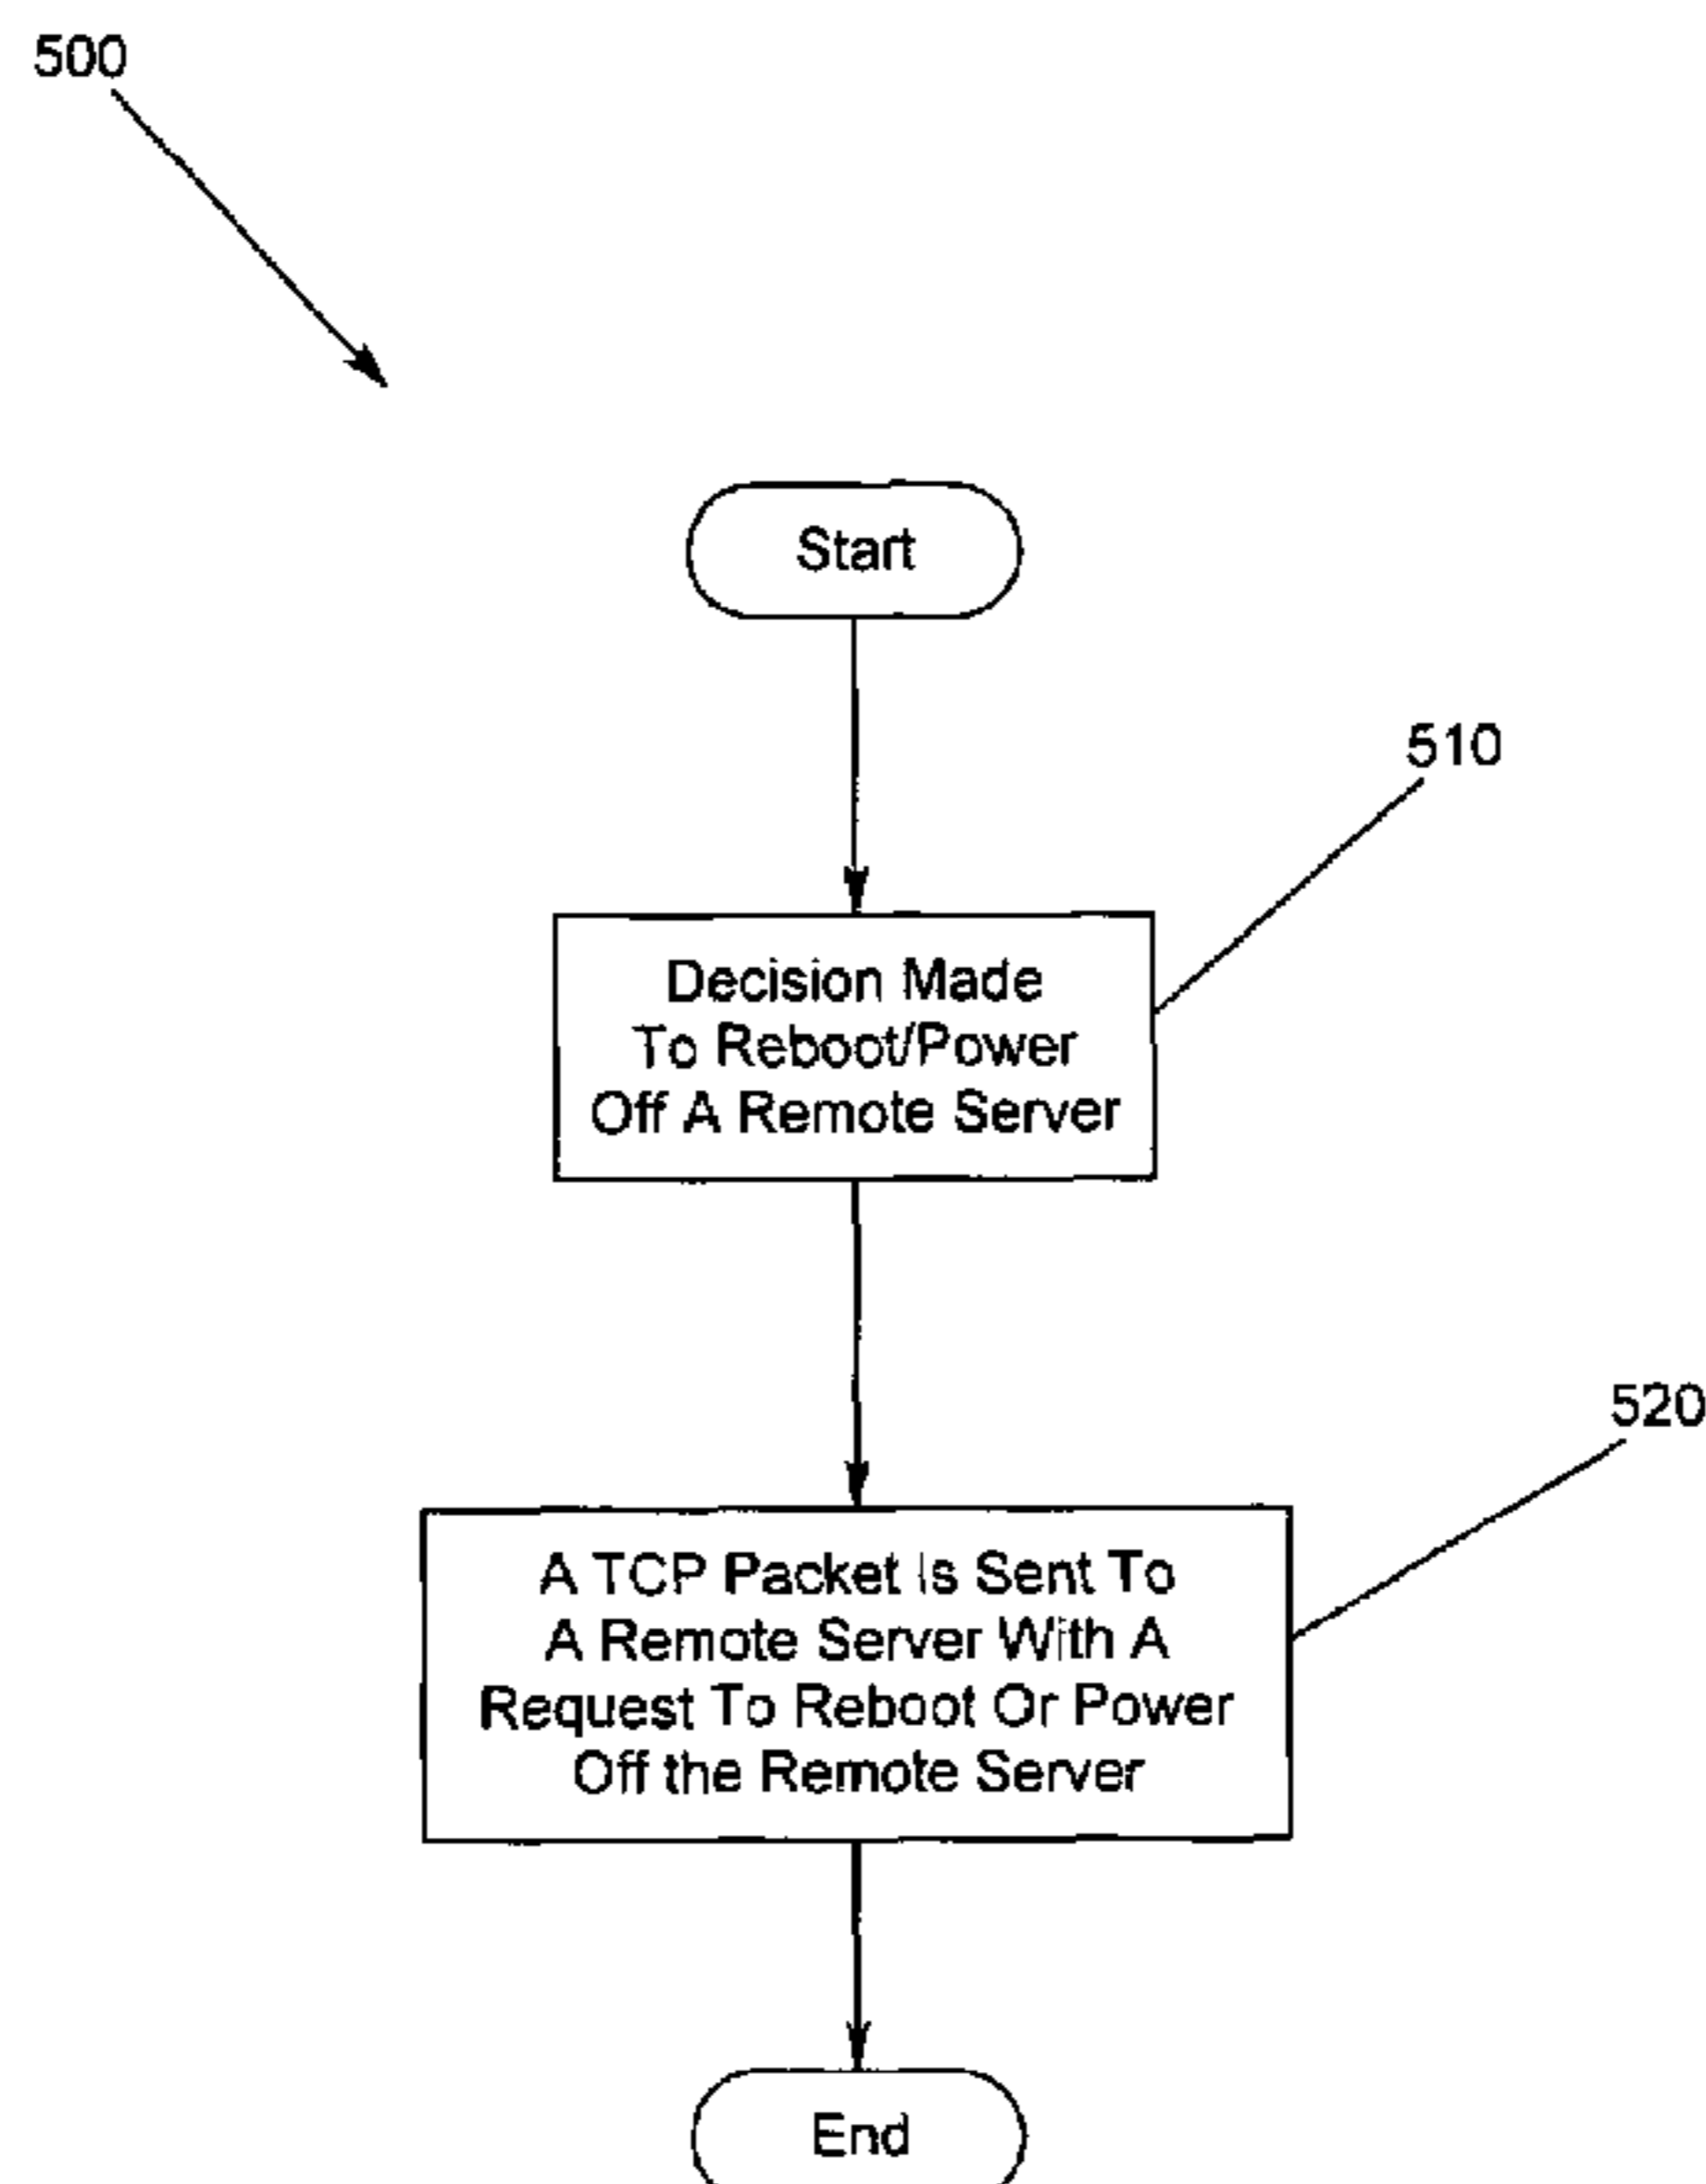 500
Start
510
Decision Made
To Reboot/Power
Off A Remote Server
520
A TCP Packet Is Sent To
A Remote Server With A
Request To Reboot Or Power
Off the Remote Server
End